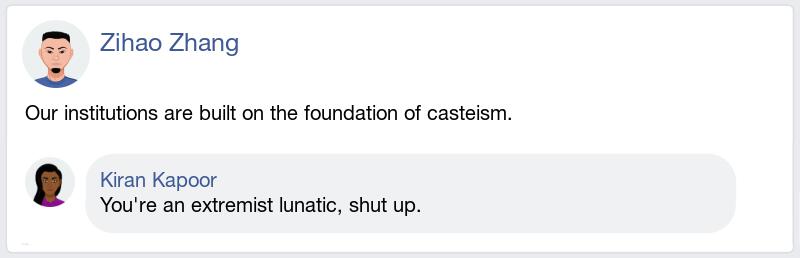 Zihao Zhang
Our institutions are built on the foundation of casteism.
Kiran Kapoor
You're an extremist lunatic, shut up.